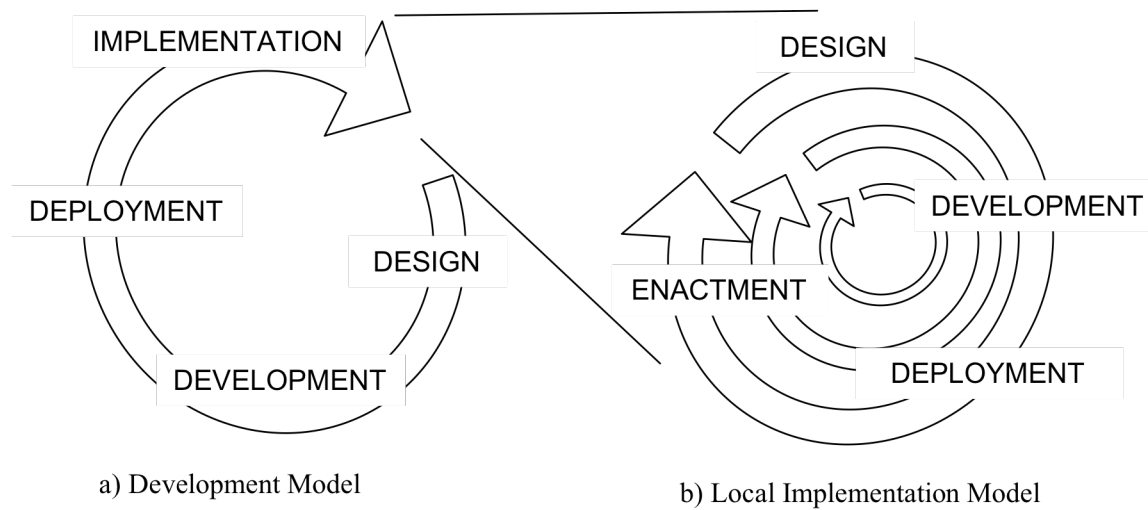 IMPLEMENTATION
DEPLOYMENT
DESIGN
DEVELOPMENT
a) Development Model
DESIGN
DEVELOPMENT
ENACTMENT
DEPLOYMENT
b) Local Implementation Model